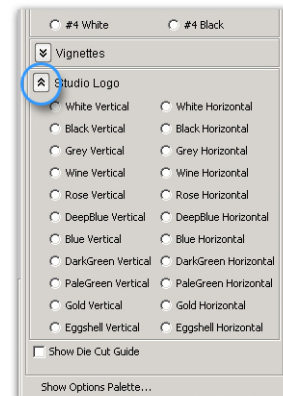 #4 White #4 Black
Vignettes
Studio Logo
White Vertical White Horizontal
Black Vertical Black Horizontal
Grey Vertical Grey Horizontal
Wine Vertical Wine Horizontal
Rose Vertical Rose Horizontal
DeepBlue Vertical DeepBlue Horizontal
Blue Vertical Blue Horizontal
DarkGreen Vertical DarkGreen Horizontal
PaleGreen Vertical PaleGreen Horizontal
Gold Vertical Gold Horizontal
Eggshell Vertical Eggshell Horizontal
Show Die Cut Guide
Show Options Palette...